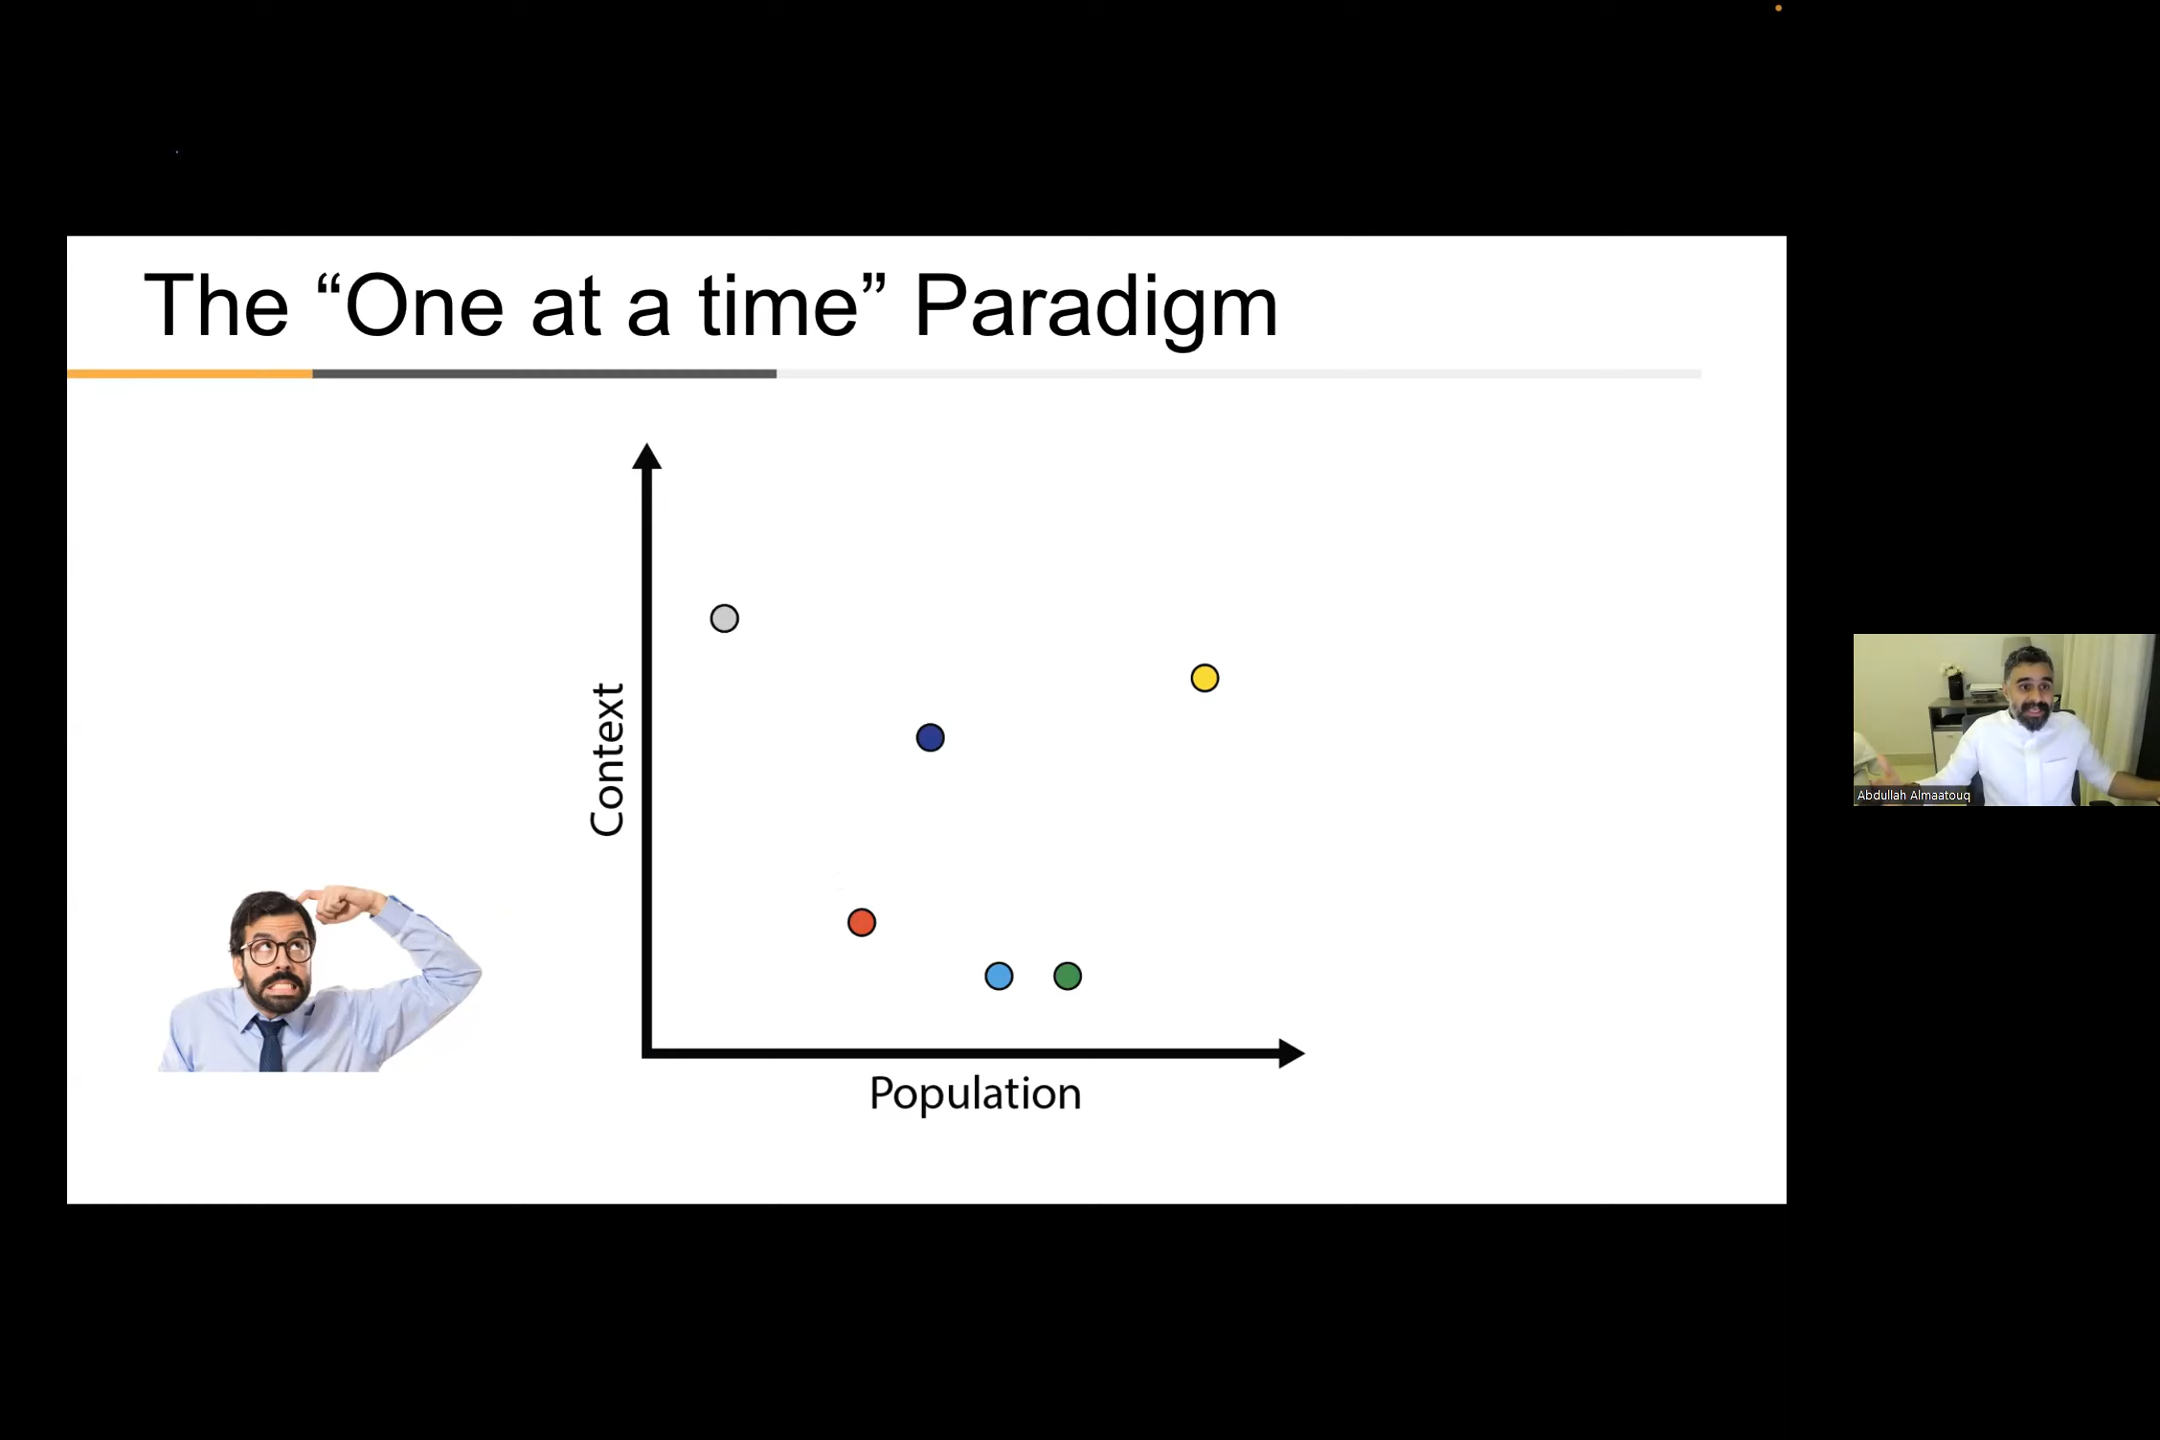 The “One at a time” Paradigm
Context
Population
Abdullah Almaatouq